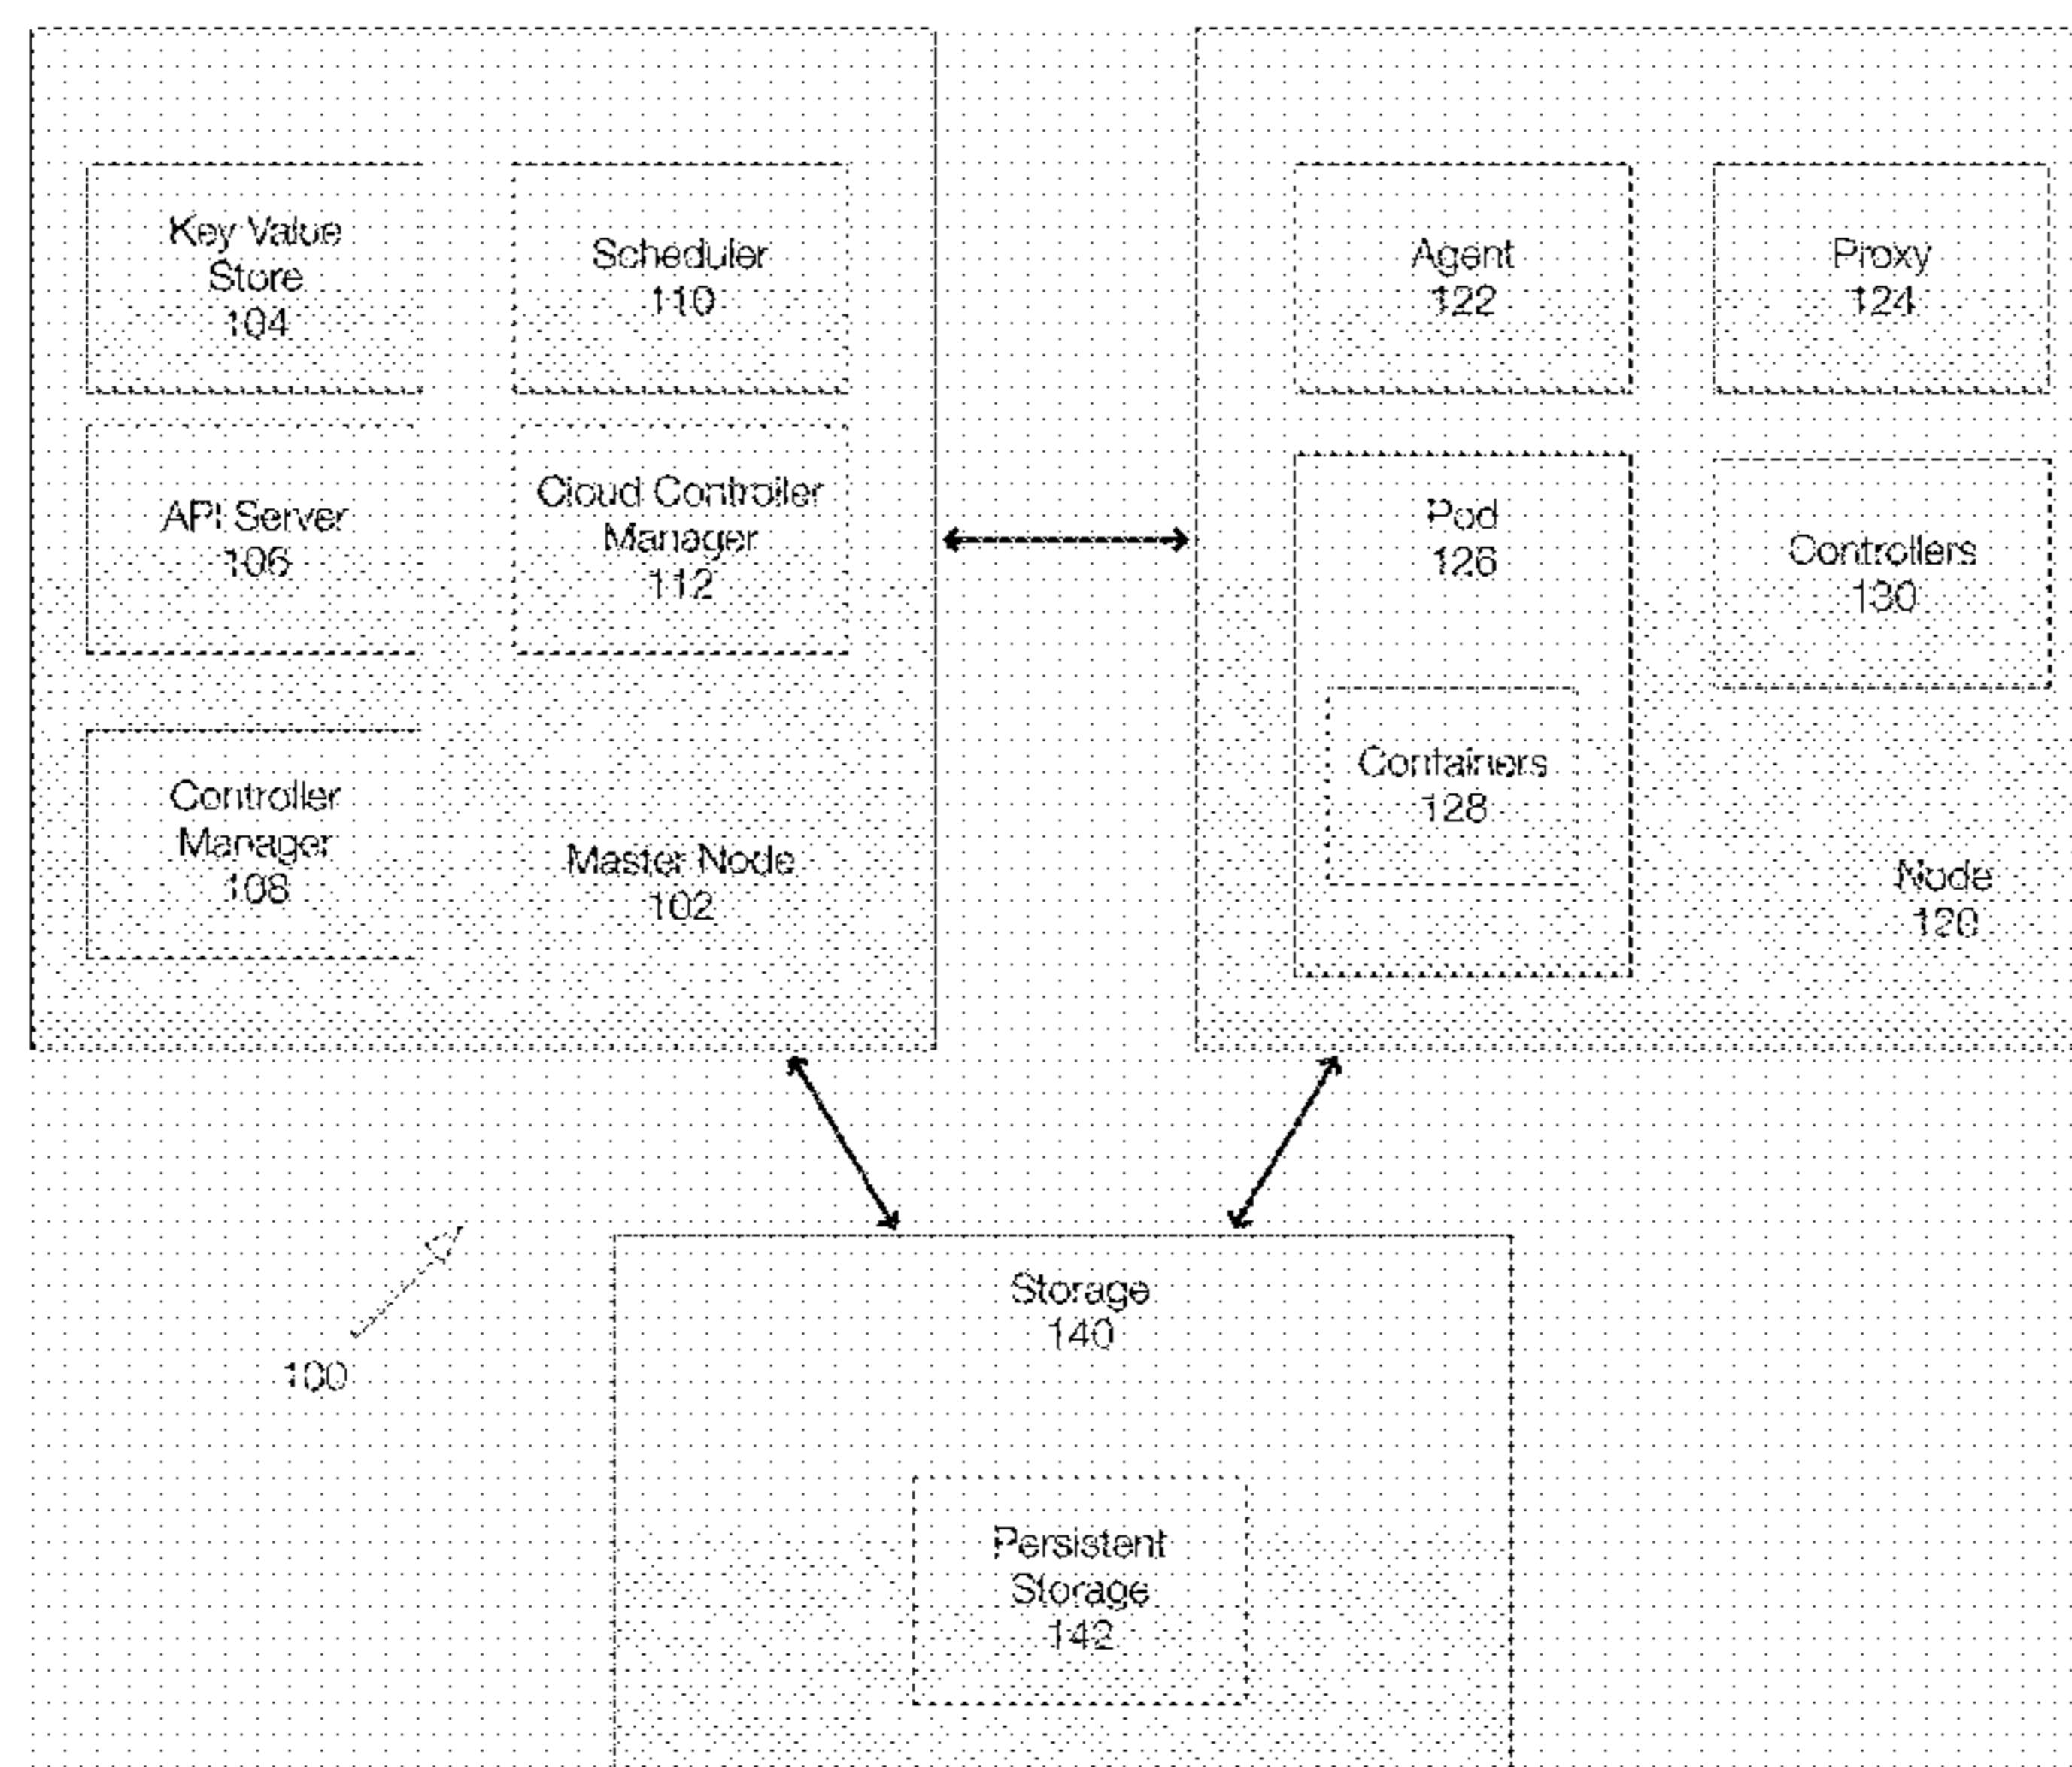 Key Value
Store
104
Scheduler
110
API Server
106
Cloud Controller
Manager
112
Controller
Manager
108
Master Node
102
Agent
122
Proxy
124
Pod
126
Controllers
130
Containers
128
Node
120
100
Storage
140
Persistent
Storage
142